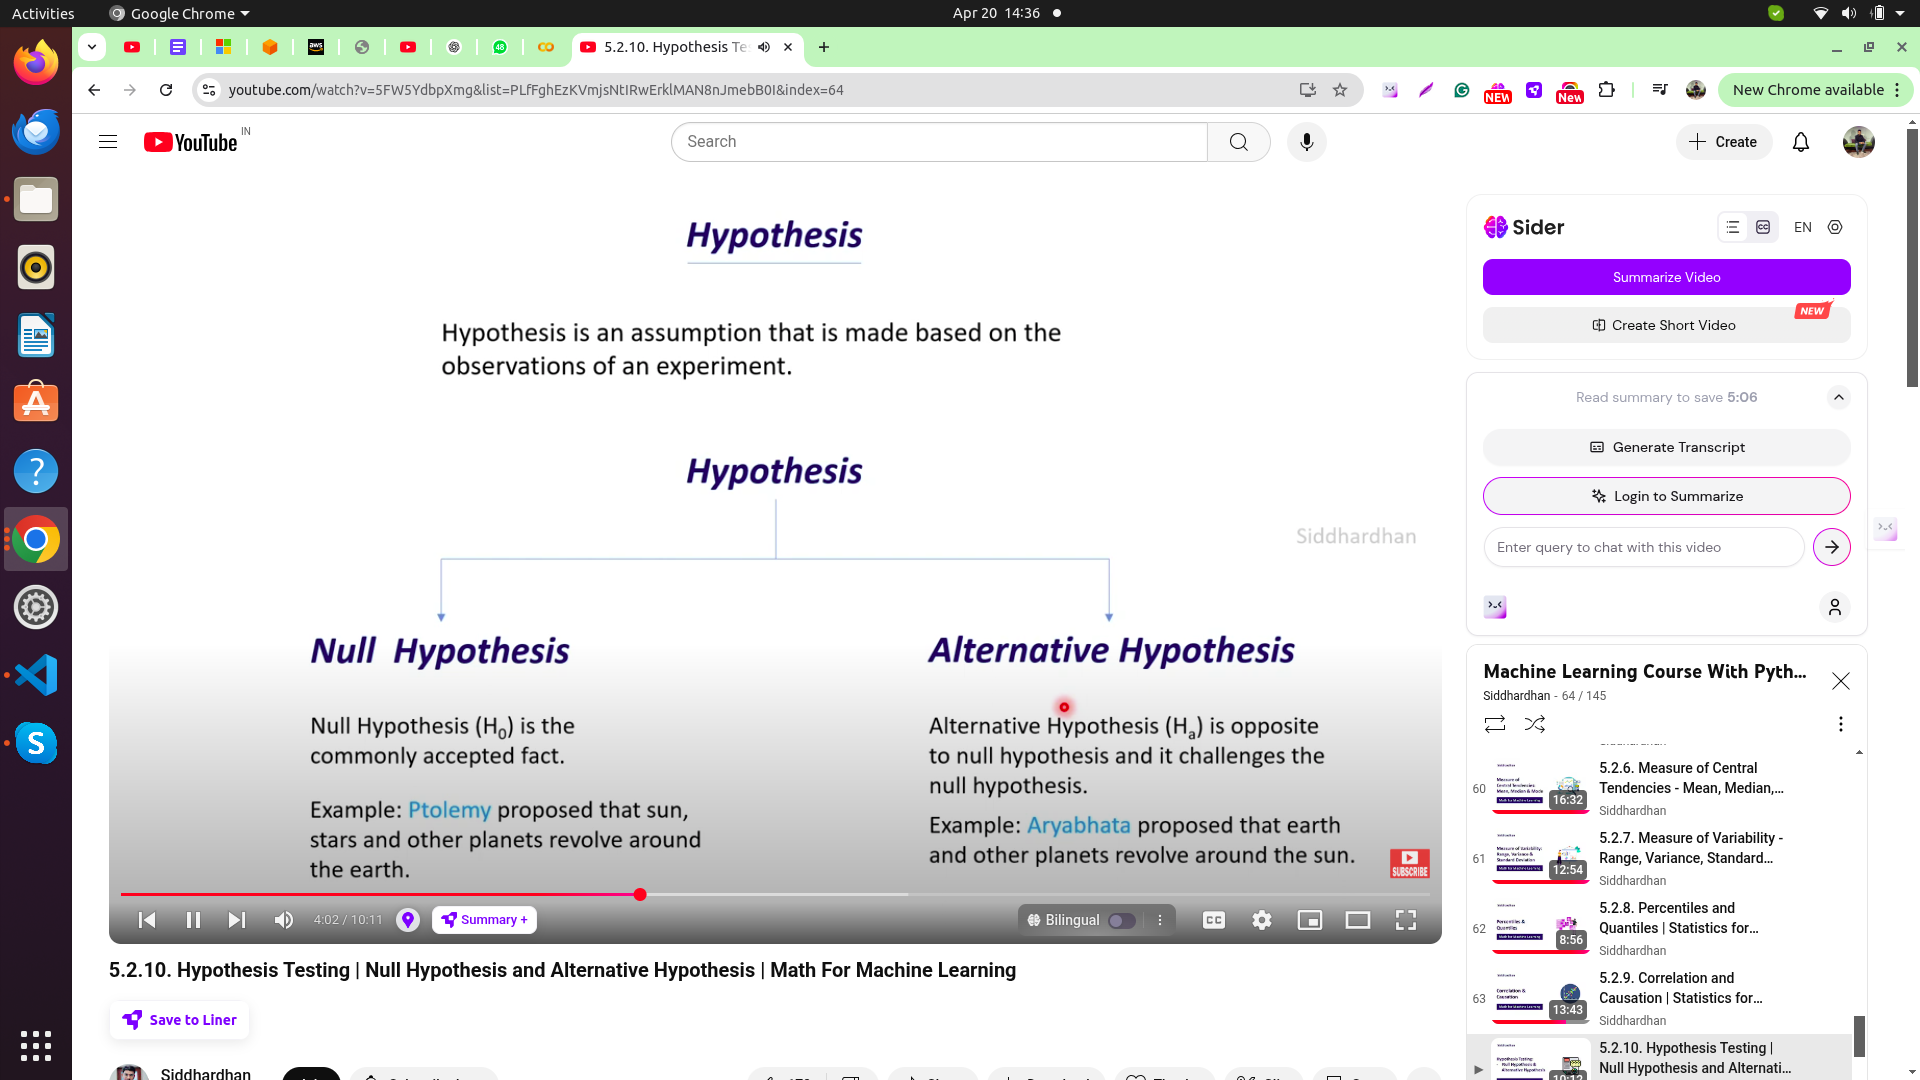 Activities
Google Chrome
Apr 20 14:36
48
5.2.10. Hypothesis Te
youtube.com/watch?v=5FW5YdbpXmg&list=PLfFghEzKVmjsNtIRwErklMAN8nJmebB0I&index=64
NEW
New
New Chrome available
YouTube
IN
Search
Create
Hypothesis
Hypothesis is an assumption that is made based on the
observations of an experiment.
Hypothesis
Siddhardhan
Null Hypothesis
Null Hypothesis (H0) is the
commonly accepted fact.
Example: Ptolemy proposed that sun,
stars and other planets revolve around
the earth.
Alternative Hypothesis
Alternative Hypothesis (Ha) is opposite
to null hypothesis and it challenges the
null hypothesis.
Example: Aryabhata proposed that earth
and other planets revolve around the sun.
SUBSCRIBE
4:02 / 10:11
Summary +
Bilingual
CC
5.2.10. Hypothesis Testing | Null Hypothesis and Alternative Hypothesis | Math For Machine Learning
Save to Liner
Siddhardhan
Sider
EN
Summarize Video
NEW
Create Short Video
Read summary to save 5:06
Generate Transcript
Login to Summarize
Enter query to chat with this video
Machine Learning Course With Pyth...
Siddhardhan - 64 / 145
60
16:32
5.2.6. Measure of Central
Tendencies - Mean, Median,...
Siddhardhan
61
12:54
5.2.7. Measure of Variability -
Range, Variance, Standard...
Siddhardhan
62
8:56
5.2.8. Percentiles and
Quantiles | Statistics for...
Siddhardhan
63
13:43
5.2.9. Correlation and
Causation | Statistics for...
Siddhardhan
5.2.10. Hypothesis Testing |
Null Hypothesis and Alternati...